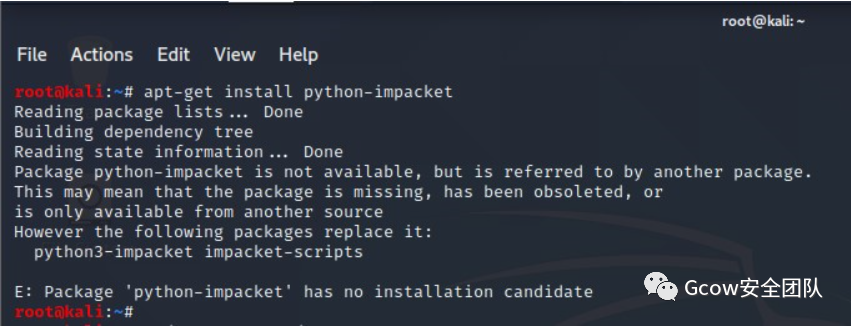 root@kali: ~
File Actions Edit View Help
root@kali:~# apt-get install python-impacket
Reading package lists... Done
Building dependency tree
Reading state information... Done
Package python-impacket is not available, but is referred to by another package.
This may mean that the package is missing, has been obsoleted, or
is only available from another source
However the following packages replace it:
  python3-impacket impacket-scripts
E: Package 'python-impacket' has no installation candidate
root@kali:~#
Gcow安全团队